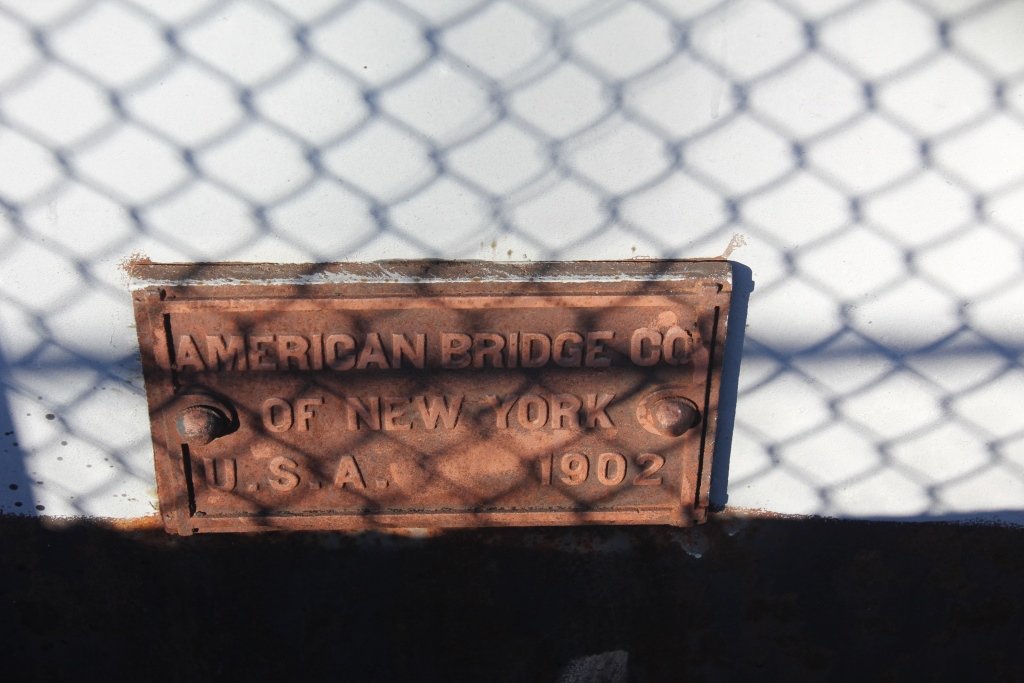 AMERICAN BRIDGE CO
OF NEW YORK
U.S.A. 1902